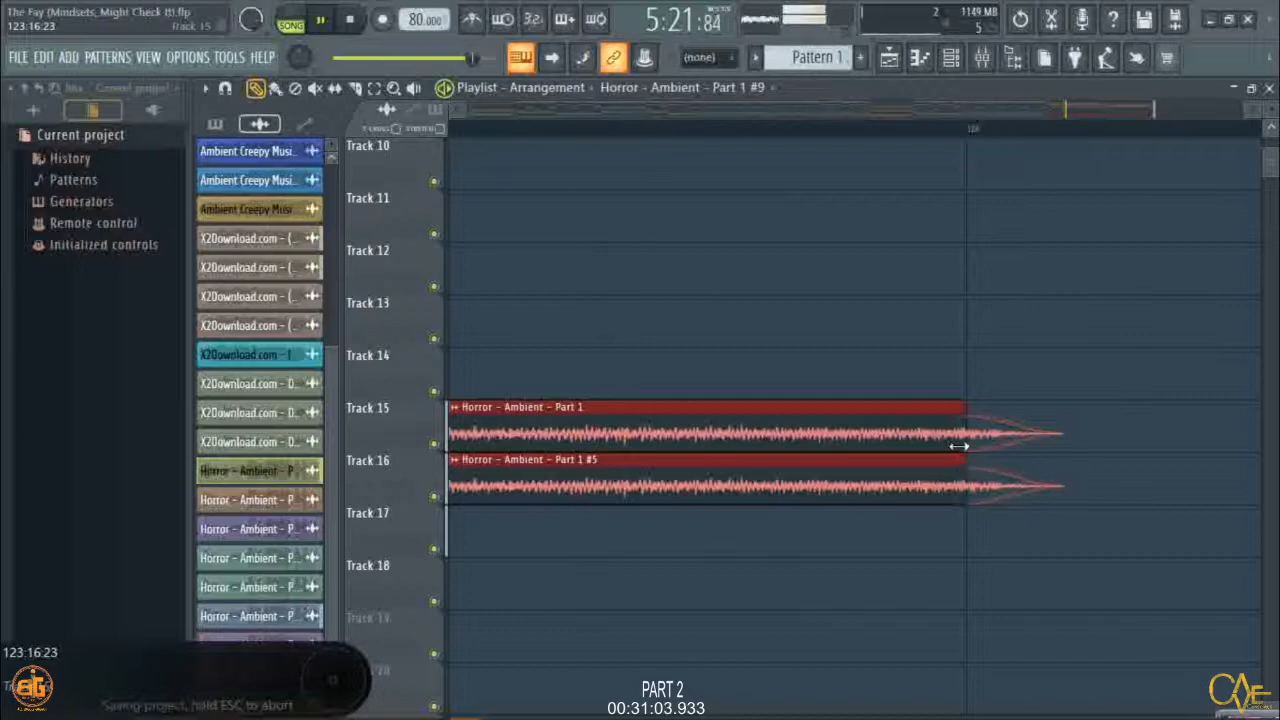 The Fay (Mindsets_Might Check It).flp
123:16:23
Track 15
SONG
80.000
5:21:84
2
1149 MB
5
FILE EDIT ADD PATTERNS VIEW OPTIONS TOOLS HELP
(none)
Pattern 1
Playlist - Arrangement
Horror - Ambient - Part 1 #9
Current project
History
Patterns
Generators
Remote control
Initialized controls
Ambient Creepy Musi..
Ambient Creepy Musi..
Ambient Creepy Musi
X2Download.com - (..
X2Download.com - (..
X2Download.com - (..
X2Download.com - (..
X2Download.com - (
X2Download.com - D..
X2Download.com - D..
X2Download.com - D..
Horror - Ambient - P
Horror - Ambient - P..
Horror - Ambient - P..
Horror - Ambient - P..
Horror - Ambient - P..
Horror - Ambient - P..
Track 10
Track 11
Track 12
Track 13
Track 14
Track 15
Track 16
Track 17
Track 18
Track 19
Horror - Ambient - Part 1
Horror - Ambient - Part 1 #5
123:16:23
Saving project, hold ESC to abort
PART 2
00:31:03.933